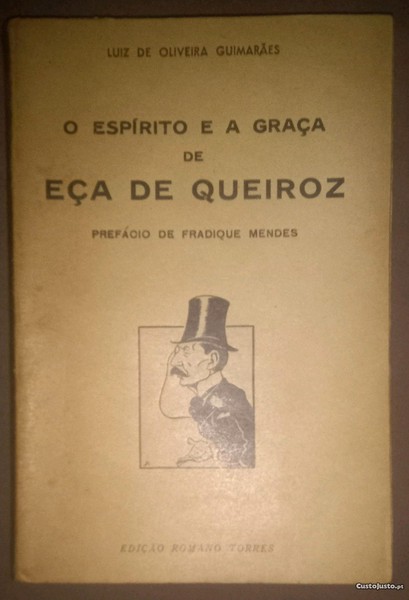 LUIZ DE OLIVEIRA GUIMARÃES
O ESPÍRITO E A GRAÇA
DE
EÇA DE QUEIROZ
PREFÁCIO DE FRADIQUE MENDES
EDIÇÃO ROMANO TORRES
CustoJusto.pt